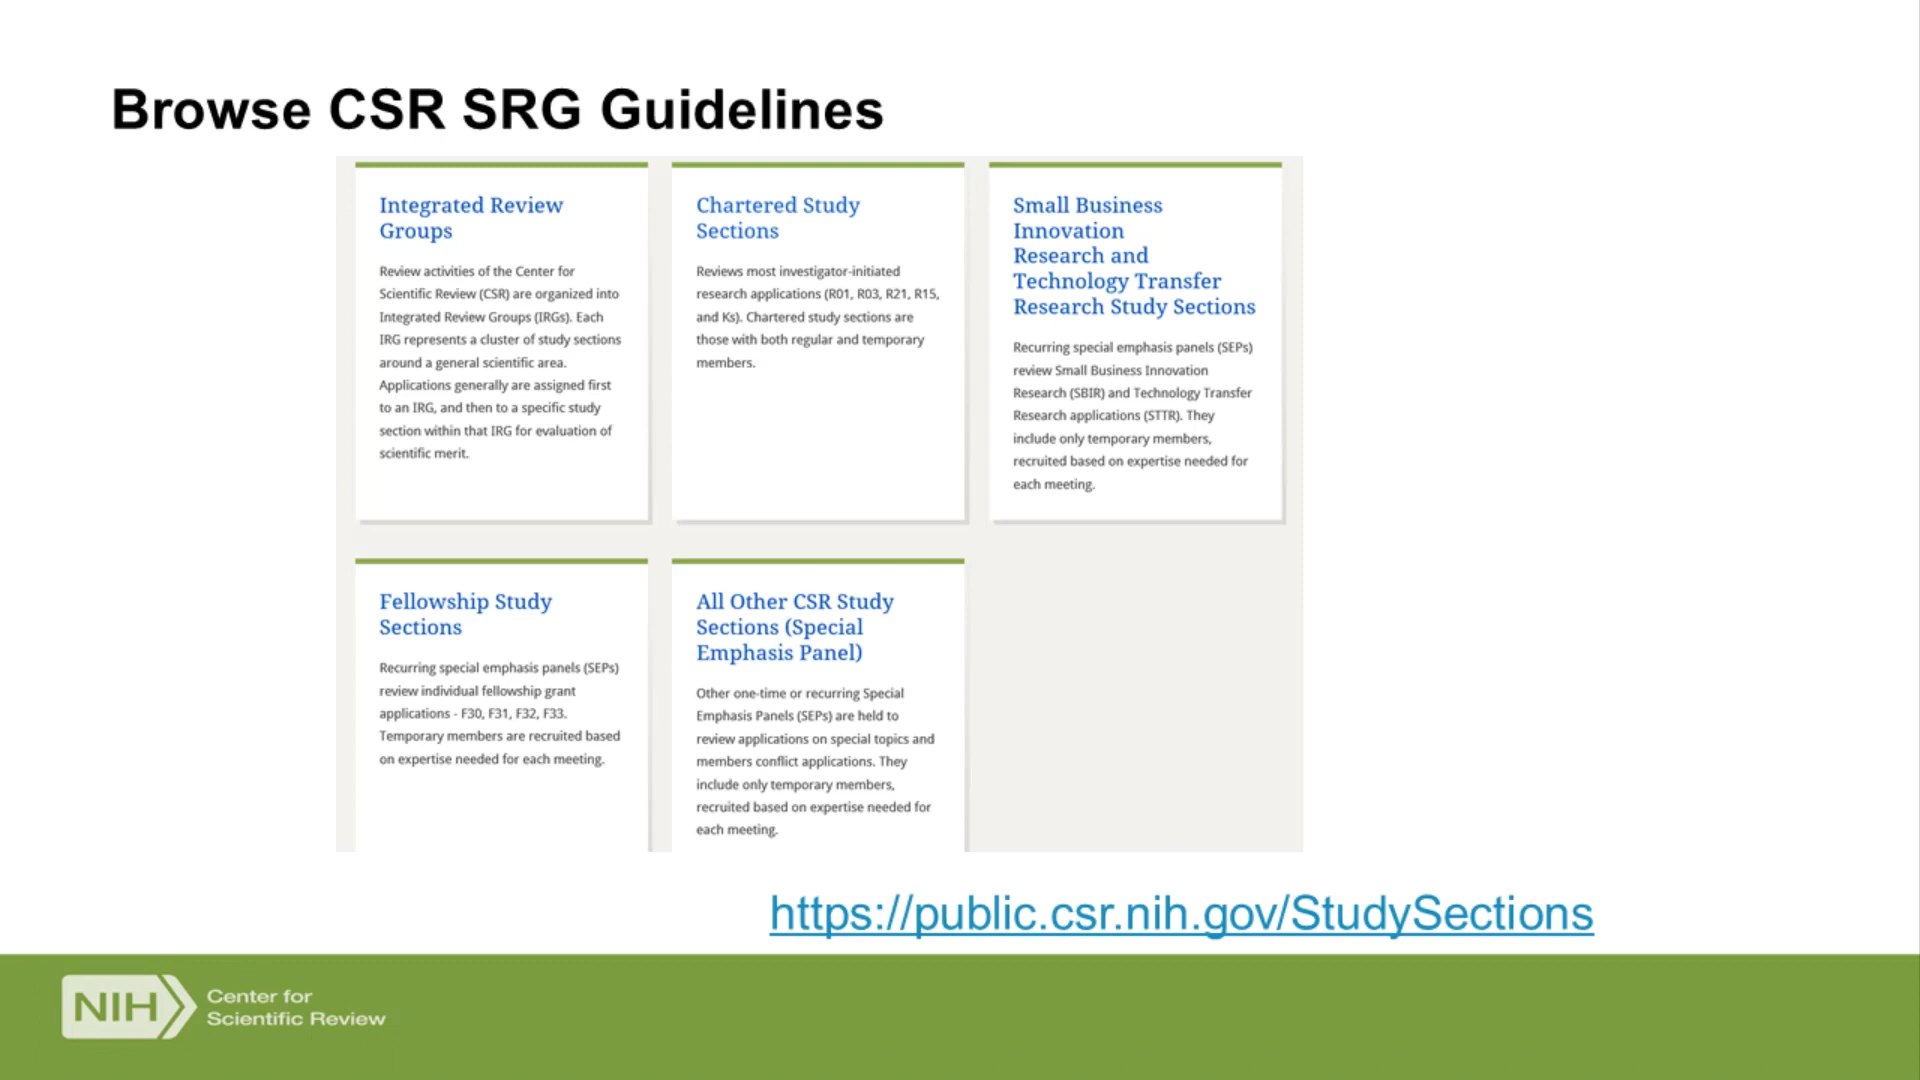 Browse CSR SRG Guidelines
Integrated Review
Groups
Review activities of the Center for
Scientific Review (CSR) are organized into
Integrated Review Groups (IRGs). Each
IRG represents a cluster of study sections
around a general scientific area.
Applications generally are assigned first
to an IRG, and then to a specific study
section within that IRG for evaluation of
scientific merit.
Chartered Study
Sections
Reviews most investigator-initiated
research applications (R01, R03, R21, R15,
and Ks). Chartered study sections are
those with both regular and temporary
members.
Small Business
Innovation
Research and
Technology Transfer
Research Study Sections
Recurring special emphasis panels (SEPs)
review Small Business Innovation
Research (SBIR) and Technology Transfer
Research applications (STTR). They
include only temporary members,
recruited based on expertise needed for
each meeting.
Fellowship Study
Sections
Recurring special emphasis panels (SEPs)
review individual fellowship grant
applications - F30, F31, F32, F33.
Temporary members are recruited based
on expertise needed for each meeting.
All Other CSR Study
Sections (Special
Emphasis Panel)
Other one-time or recurring Special
Emphasis Panels (SEPs) are held to
review applications on special topics and
members conflict applications. They
include only temporary members,
recruited based on expertise needed for
each meeting.
https://public.csr.nih.gov/StudySections
NIH
Center for
Scientific Review